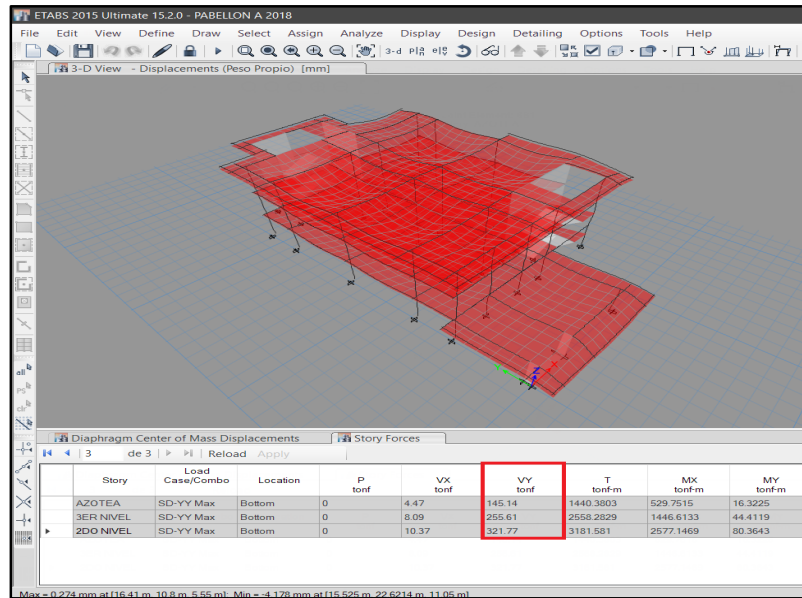 ETABS 2015 Ultimate 15.2.0 - PABELLON A 2018
File Edit View Define Draw Select Assign Analyze Display Design Detailing Options Tools Help
3-d
3-D View - Displacements (Peso Propio) [mm]
all
PS
clr
Z
X
Diaphragm Center of Mass Displacements Story Forces
3 de 3 Reload Apply
Story Load Case/Combo Location P tonf VX tonf VY tonf T tonf-m MX tonf-m MY tonf-m
AZOTEA SD-YY Max Bottom 0 4.47 145.14 1440.3803 529.7515 16.3225
3ER NIVEL SD-YY Max Bottom 0 8.09 255.61 2558.2829 1446.6133 44.4119
2DO NIVEL SD-YY Max Bottom 0 10.37 321.77 3181.581 2577.1469 80.3643
Max = 0.274 mm at [16.41 m, 10.8 m, 5.55 m]; Min = -4.178 mm at [15.525 m, 22.6214 m, 11.05 m]